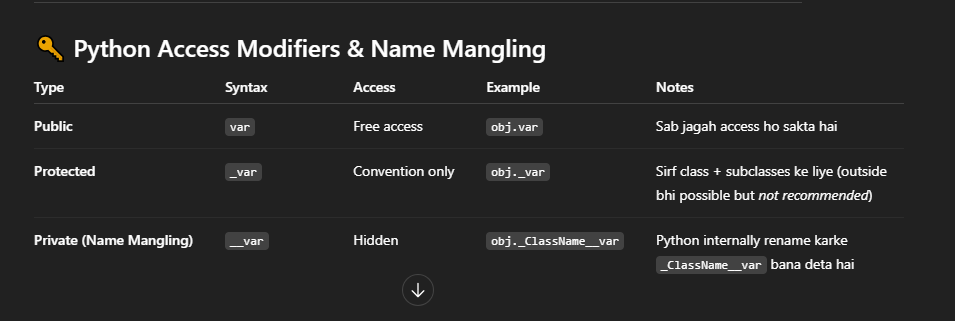 🔑 Python Access Modifiers & Name Mangling
Type Syntax Access Example Notes
Public var Free access obj.var Sab jagah access ho sakta hai
Protected _var Convention only obj._var Sirf class + subclasses ke liye (outside
bhi possible but not recommended)
Private (Name Mangling) __var Hidden obj._ClassName__var Python internally rename karke
_ClassName__var bana deta hai